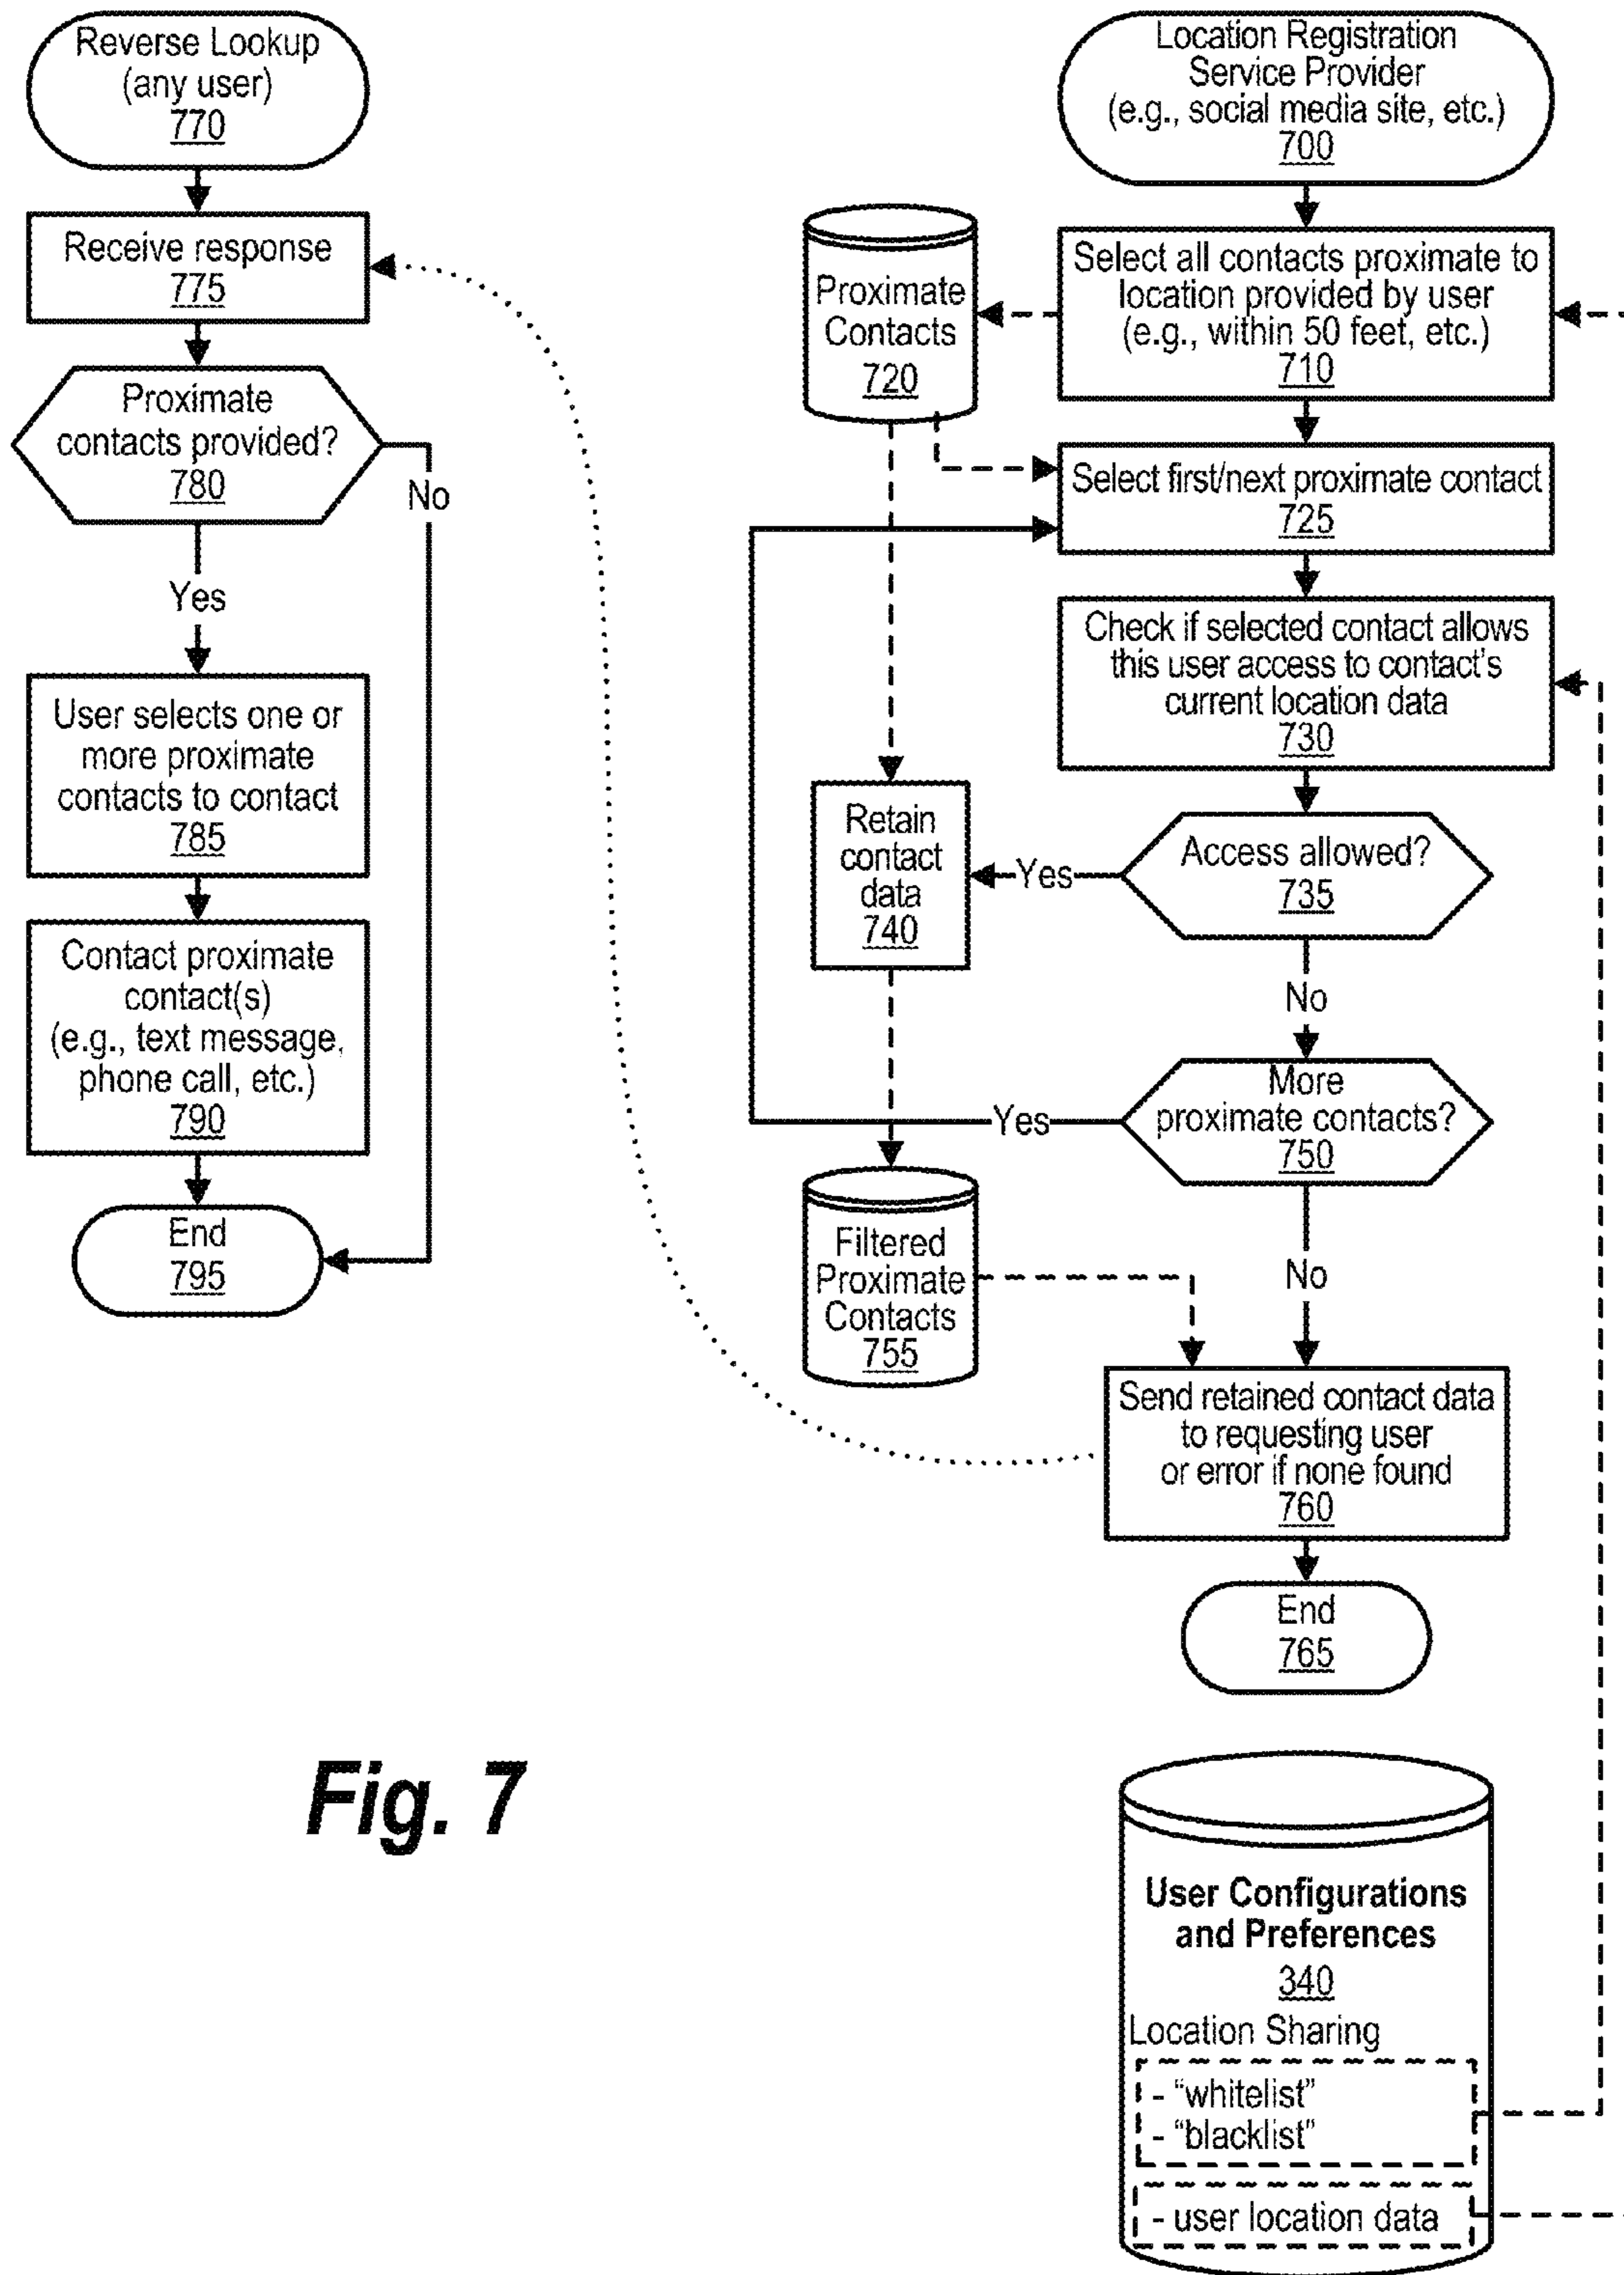 Reverse Lookup
(any user)
770
Receive response
775
Proximate
contacts provided?
780
No
Yes
User selects one or
more proximate
contacts to contact
785
Contact proximate
contact(s)
(e.g., text message,
phone call, etc.)
790
End
795
Location Registration
Service Provider
(e.g., social media site, etc.)
700
Select all contacts proximate to
location provided by user
(e.g., within 50 feet, etc.)
710
Proximate
Contacts
720
Select first/next proximate contact
725
Check if selected contact allows
this user access to contact's
current location data
730
Access allowed?
735
Yes
Retain
contact
data
740
No
More
proximate contacts?
750
Yes
No
Filtered
Proximate
Contacts
755
Send retained contact data
to requesting user
or error if none found
760
End
765
Fig. 7
User Configurations
and Preferences
340
Location Sharing
- “whitelist”
- “blacklist”
- user location data